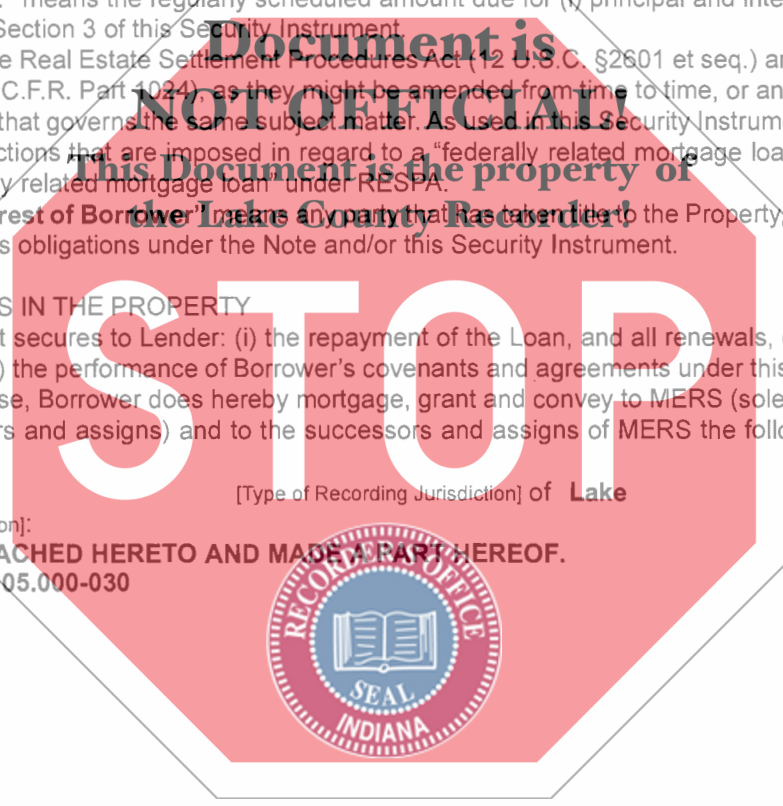 " means the regularly scheduled amount due for (i) principal and inte
Section 3 of this Security Instrument.
Document is
e Real Estate Settlement Procedures Act (12 U.S.C. §2601 et seq.) an
C.F.R. Part 1024), as they might be amended from time to time, or an
NOT OFFICIAL!
that governs the same subject matter. As used in this Security Instrum
ctions that are imposed in regard to a “federally related mortgage loa
This Document is the property of
y related mortgage loan” under RESPA.
rest of Borrower” means any party that has taken title to the Property,
the Lake County Recorder!
s obligations under the Note and/or this Security Instrument.
S IN THE PROPERTY
t secures to Lender: (i) the repayment of the Loan, and all renewals,
) the performance of Borrower’s covenants and agreements under this
se, Borrower does hereby mortgage, grant and convey to MERS (sole
rs and assigns) and to the successors and assigns of MERS the follo
STOP
[Type of Recording Jurisdiction] of Lake
on]:
ACHED HERETO AND MADE A PART HEREOF.
05.000-030
RECORDER'S OFFICE
SEAL
INDIANA